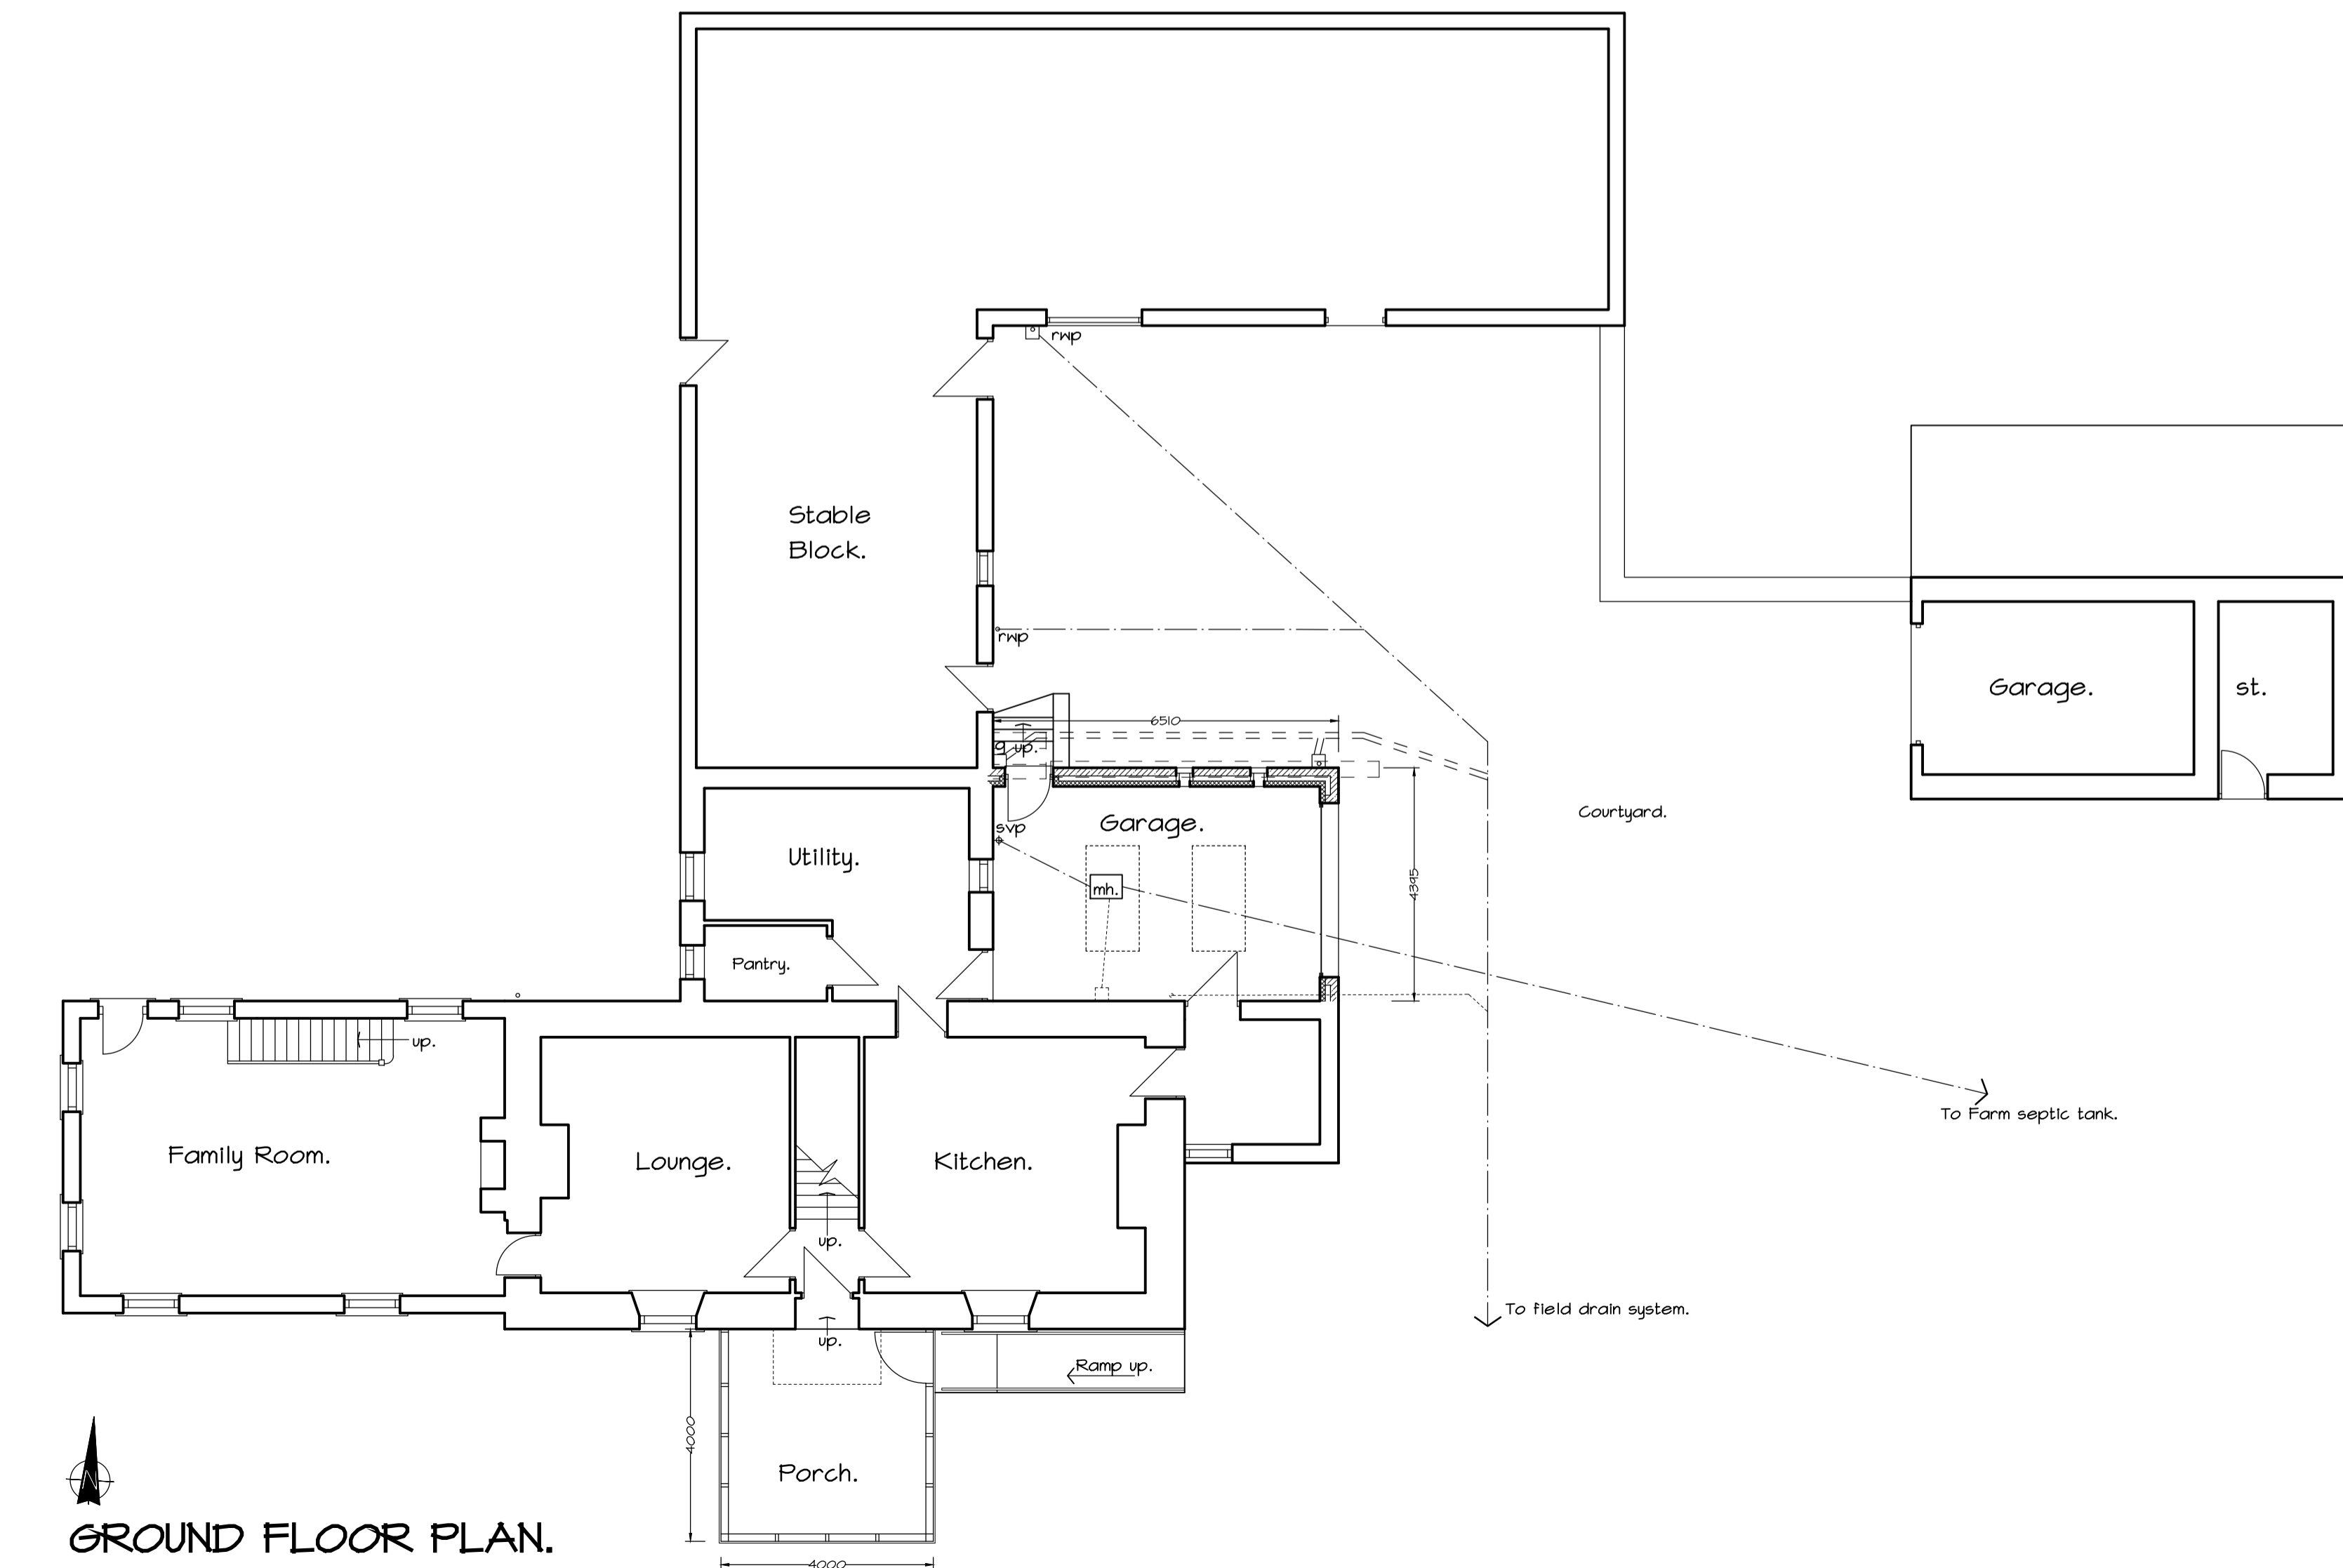 rwp
Stable
Block.
rwp
6510
g
up.
Garage.
st.
Courtyard.
Garage.
svp
Utility.
mh.
4395
Pantry.
up.
To Farm septic tank.
Family Room.
Lounge.
Kitchen.
up.
To field drain system.
up.
Ramp up.
4000
Porch.
N
GROUND FLOOR PLAN.
4000